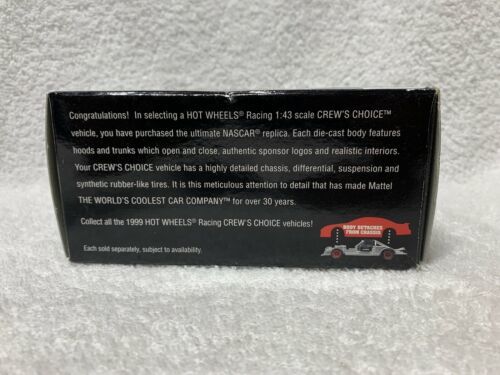 Congratulations! In selecting a HOT WHEELS® Racing 1:43 scale CREW'S CHOICE™
vehicle, you have purchased the ultimate NASCAR® replica. Each die-cast body features
hoods and trunks which open and close, authentic sponsor logos and realistic interiors.
Your CREW'S CHOICE vehicle has a highly detailed chassis, differential, suspension and
synthetic rubber-like tires. It is this meticulous attention to detail that has made Mattel
THE WORLD'S COOLEST CAR COMPANY™ for over 30 years.
Collect all the 1999 HOT WHEELS® Racing CREW'S CHOICE vehicles!
BODY DETACHES
FROM CHASSIS
Each sold separately, subject to availability.